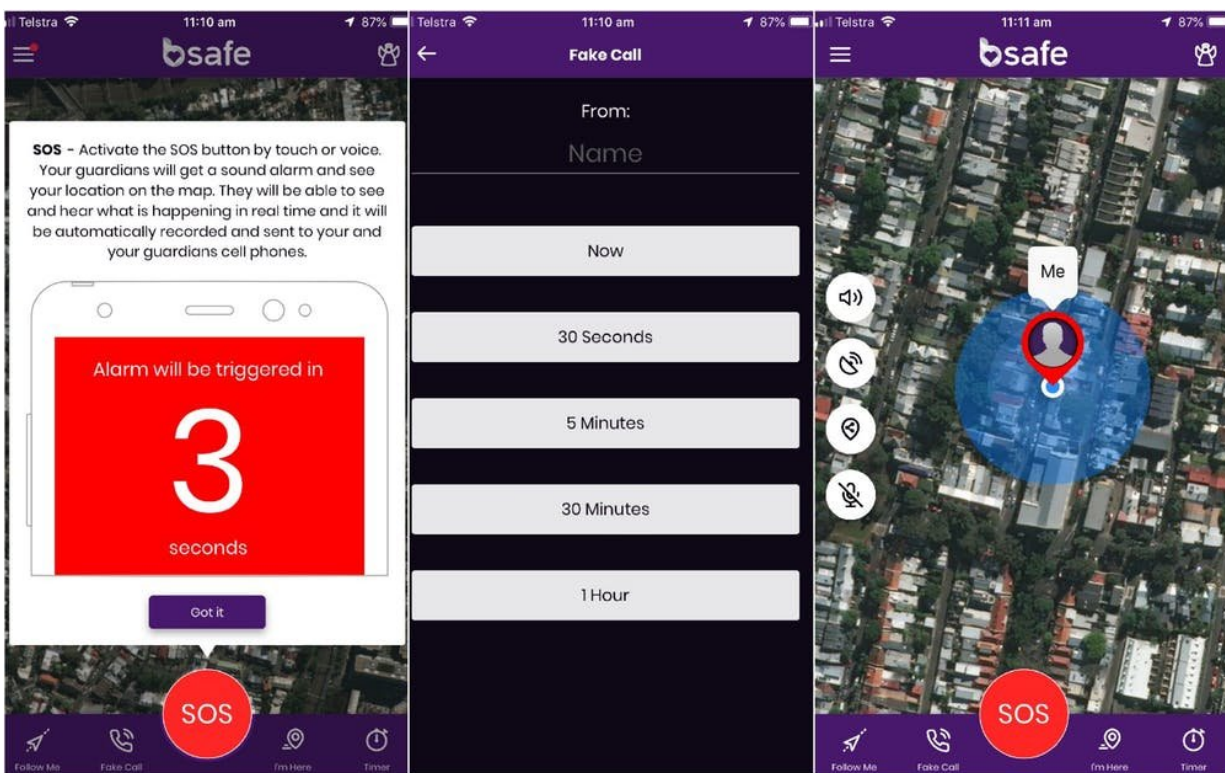 Telstra
11:10 am
87%
bsafe
SOS - Activate the SOS button by touch or voice.
Your guardians will get a sound alarm and see
your location on the map. They will be able to see
and hear what is happening in real time and it will
be automatically recorded and sent to your and
your guardians cell phones.
Alarm will be triggered in
3
seconds
Got it
SOS
Follow Me
Fake Call
I'm Here
Timer
Telstra
11:10 am
87%
Fake Call
From:
Name
Now
30 Seconds
5 Minutes
30 Minutes
1 Hour
Telstra
11:11 am
87%
bsafe
Me
SOS
Follow Me
Fake Call
I'm Here
Timer